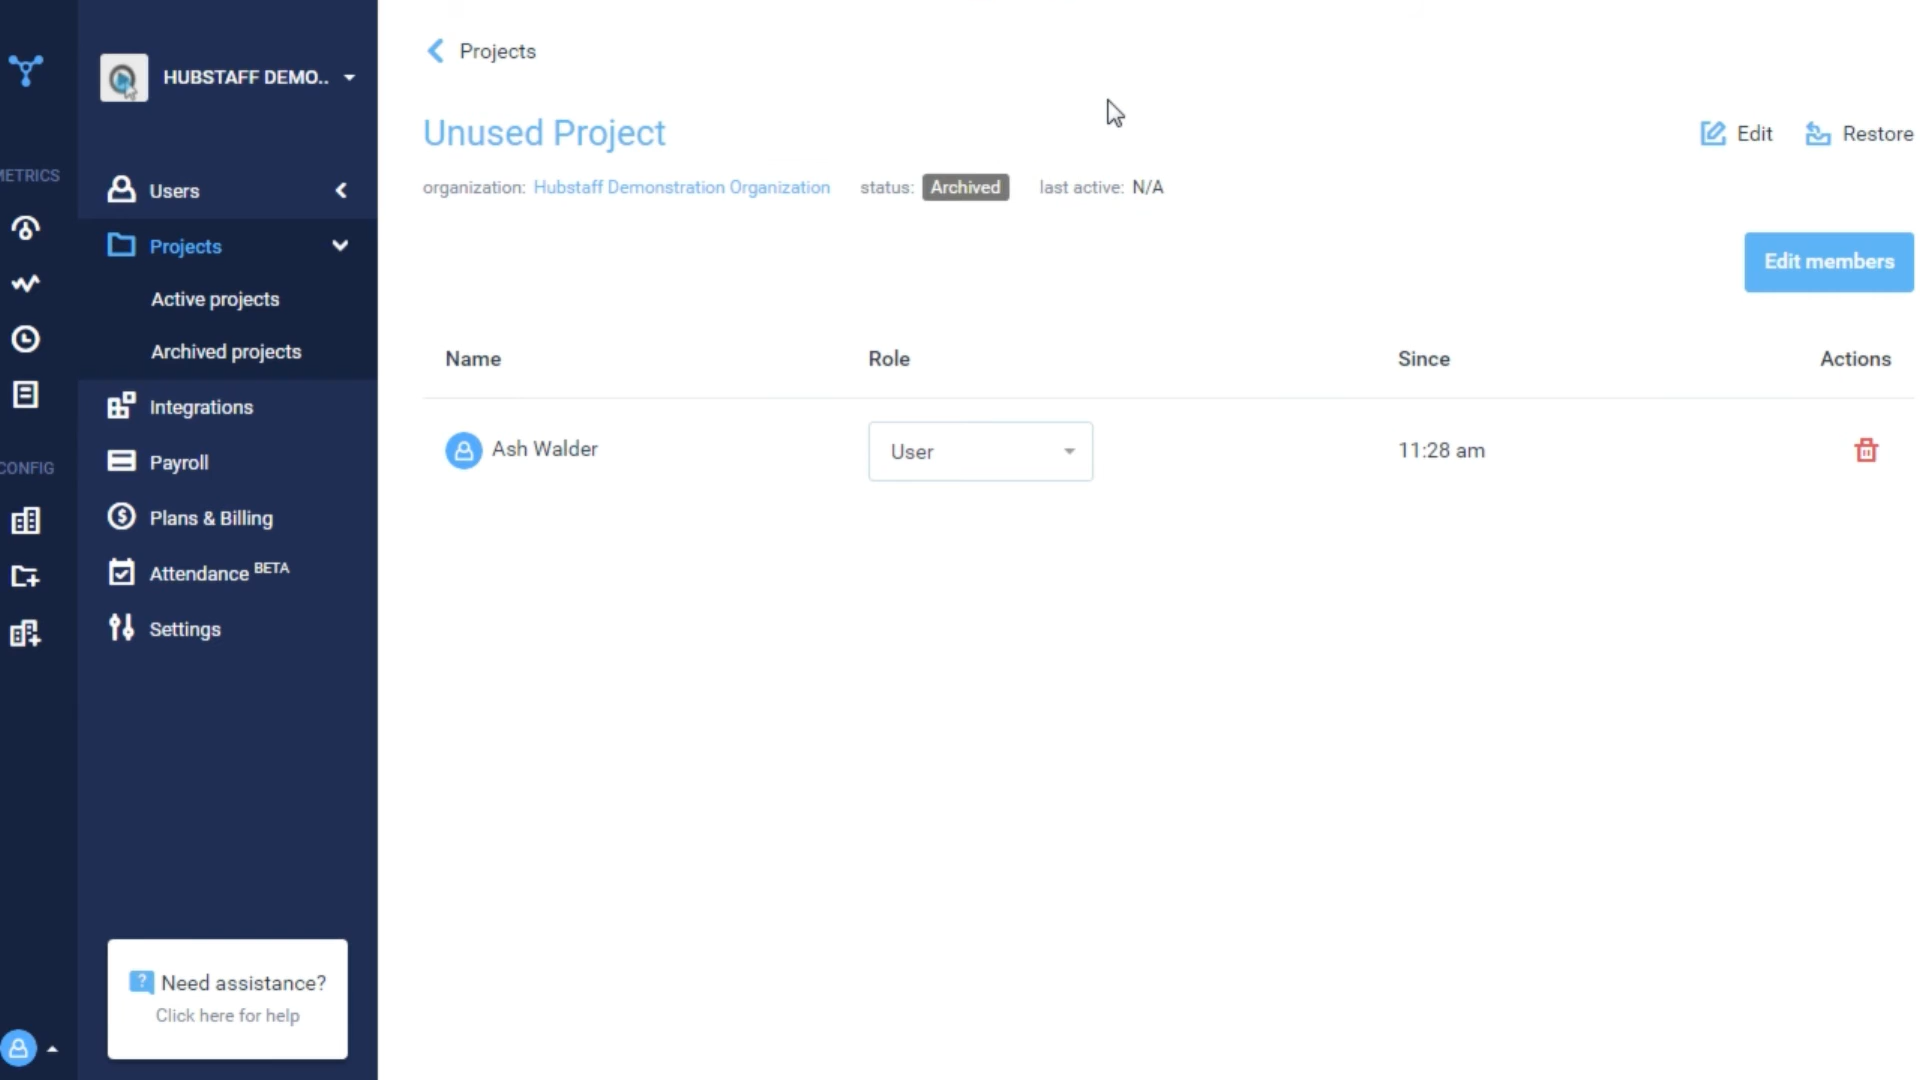 HUBSTAFF DEMO..
METRICS
Users
Projects
Active projects
Archived projects
Integrations
Payroll
CONFIG
Plans & Billing
Attendance BETA
Settings
Need assistance?
Click here for help
Projects
Unused Project
Edit
Restore
organization: Hubstaff Demonstration Organization status: Archived last active: N/A
Edit members
Name Role Since Actions
Ash Walder User 11:28 am